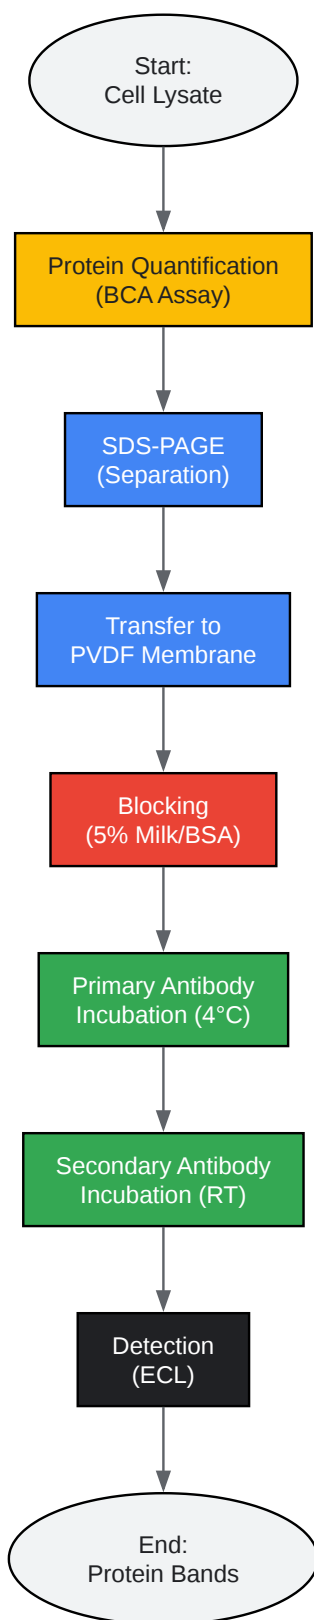 Start:
Cell Lysate
Protein Quantification
(BCA Assay)
SDS-PAGE
(Separation)
Transfer to
PVDF Membrane
Blocking
(5% Milk/BSA)
Primary Antibody
Incubation (4°C)
Secondary Antibody
Incubation (RT)
Detection
(ECL)
End:
Protein Bands